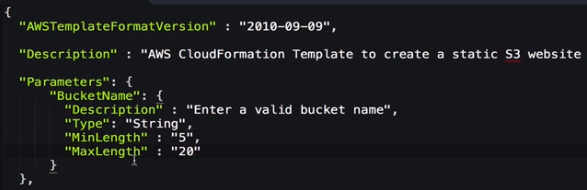 {
"AWSTemplateFormatVersion" : "2010-09-09",
"Description" : "AWS CloudFormation Template to create a static S3 website
"Parameters": {
"BucketName": {
"Description" : "Enter a valid bucket name",
"Type": "String",
"MinLength" : "5",
"MaxLength" : "20"
}
},